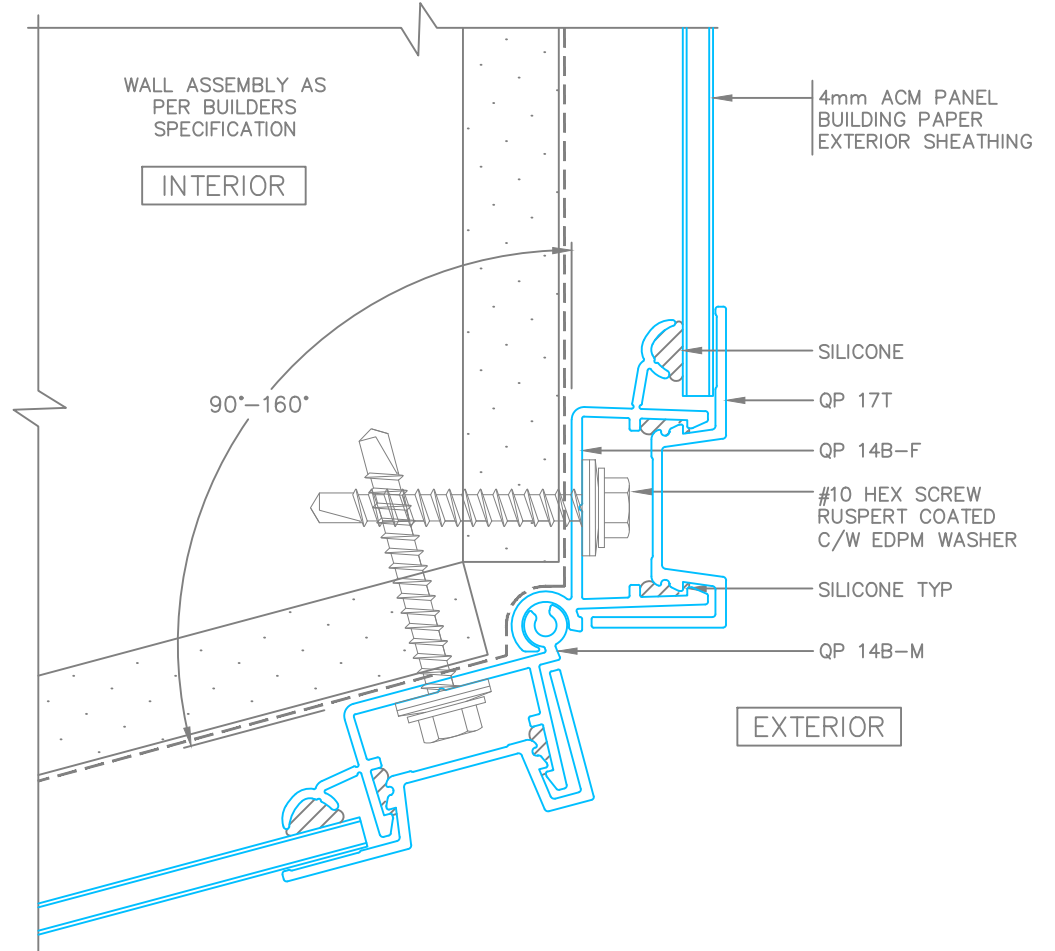 WALL ASSEMBLY AS
PER BUILDERS
SPECIFICATION
INTERIOR
4mm ACM PANEL
BUILDING PAPER
EXTERIOR SHEATHING
90°-160°
SILICONE
QP 17T
QP 14B-F
#10 HEX SCREW
RUSPERT COATED
C/W EDPM WASHER
SILICONE TYP
QP 14B-M
EXTERIOR